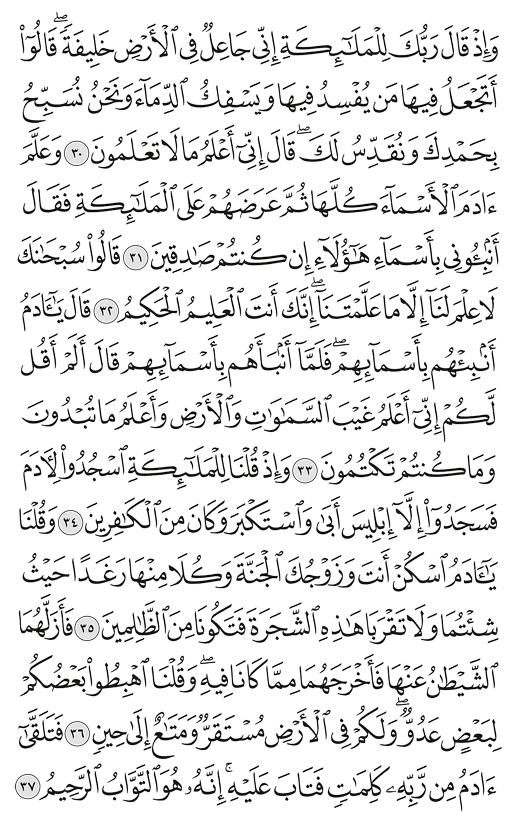 وَإِذْ قَالَ رَبُّكَ لِلْمَلَٰٓئِكَةِ إِنِّي جَاعِلٌ فِي ٱلْأَرْضِ خَلِيفَةًۖ قَالُوٓا۟
أَتَجْعَلُ فِيهَا مَن يُفْسِدُ فِيهَا وَيَسْفِكُ ٱلدِّمَآءَ وَنَحْنُ نُسَبِّحُ
بِحَمْدِكَ وَنُقَدِّسُ لَكَۖ قَالَ إِنِّيٓ أَعْلَمُ مَا لَا تَعْلَمُونَ ٣٠ وَعَلَّمَ
ءَادَمَ ٱلْأَسْمَآءَ كُلَّهَا ثُمَّ عَرَضَهُمْ عَلَى ٱلْمَلَٰٓئِكَةِ فَقَالَ
أَنۢبِـُٔونِي بِأَسْمَآءِ هَٰٓؤُلَآءِ إِن كُنتُمْ صَٰدِقِينَ ٣١ قَالُوا۟ سُبْحَٰنَكَ
لَا عِلْمَ لَنَآ إِلَّا مَا عَلَّمْتَنَآۖ إِنَّكَ أَنتَ ٱلْعَلِيمُ ٱلْحَكِيمُ ٣٢ قَالَ يَٰٓـَٔادَمُ
أَنۢبِئْهُم بِأَسْمَآئِهِمْۖ فَلَمَّآ أَنۢبَأَهُم بِأَسْمَآئِهِمْ قَالَ أَلَمْ أَقُل
لَّكُمْ إِنِّيٓ أَعْلَمُ غَيْبَ ٱلسَّمَٰوَٰتِ وَٱلْأَرْضِ وَأَعْلَمُ مَا تُبْدُونَ
وَمَا كُنتُمْ تَكْتُمُونَ ٣٣ وَإِذْ قُلْنَا لِلْمَلَٰٓئِكَةِ ٱسْجُدُوا۟ لِـَٔادَمَ
فَسَجَدُوٓا۟ إِلَّآ إِبْلِيسَ أَبَىٰ وَٱسْتَكْبَرَ وَكَانَ مِنَ ٱلْكَٰفِرِينَ ٣٤ وَقُلْنَا
يَٰٓـَٔادَمُ ٱسْكُنْ أَنتَ وَزَوْجُكَ ٱلْجَنَّةَ وَكُلَا مِنْهَا رَغَدًا حَيْثُ
شِئْتُمَا وَلَا تَقْرَبَا هَٰذِهِ ٱلشَّجَرَةَ فَتَكُونَا مِنَ ٱلظَّٰلِمِينَ ٣٥ فَأَزَلَّهُمَا
ٱلشَّيْطَٰنُ عَنْهَا فَأَخْرَجَهُمَا مِمَّا كَانَا فِيهِۖ وَقُلْنَا ٱهْبِطُوا۟ بَعْضُكُمْ
لِبَعْضٍ عَدُوٌّۖ وَلَكُمْ فِي ٱلْأَرْضِ مُسْتَقَرٌّ وَمَتَٰعٌ إِلَىٰ حِينٍ ٣٦ فَتَلَقَّىٰٓ
ءَادَمُ مِن رَّبِّهِۦ كَلِمَٰتٍ فَتَابَ عَلَيْهِۚ إِنَّهُۥ هُوَ ٱلتَّوَّابُ ٱلرَّحِيمُ ٣٧